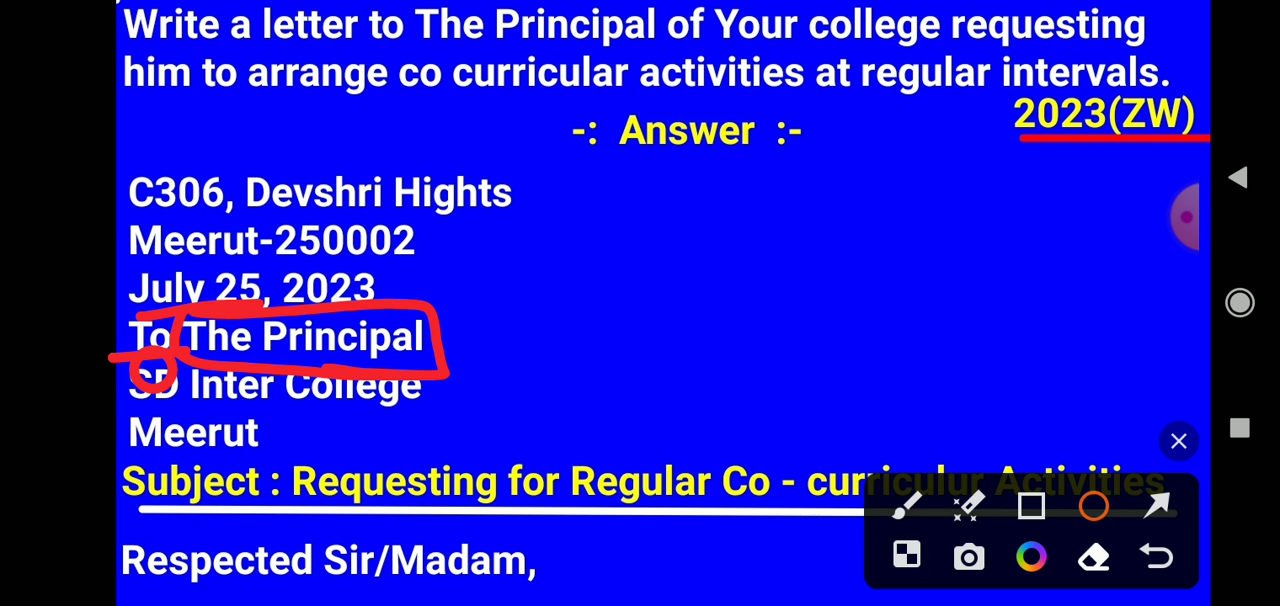 Write a letter to The Principal of Your college requesting
him to arrange co curricular activities at regular intervals.
2023(ZW)
-: Answer :-
C306, Devshri Hights
Meerut-250002
July 25, 2023
To The Principal
SD Inter College
Meerut
Subject : Requesting for Regular Co - curriculur Activities
Respected Sir/Madam,